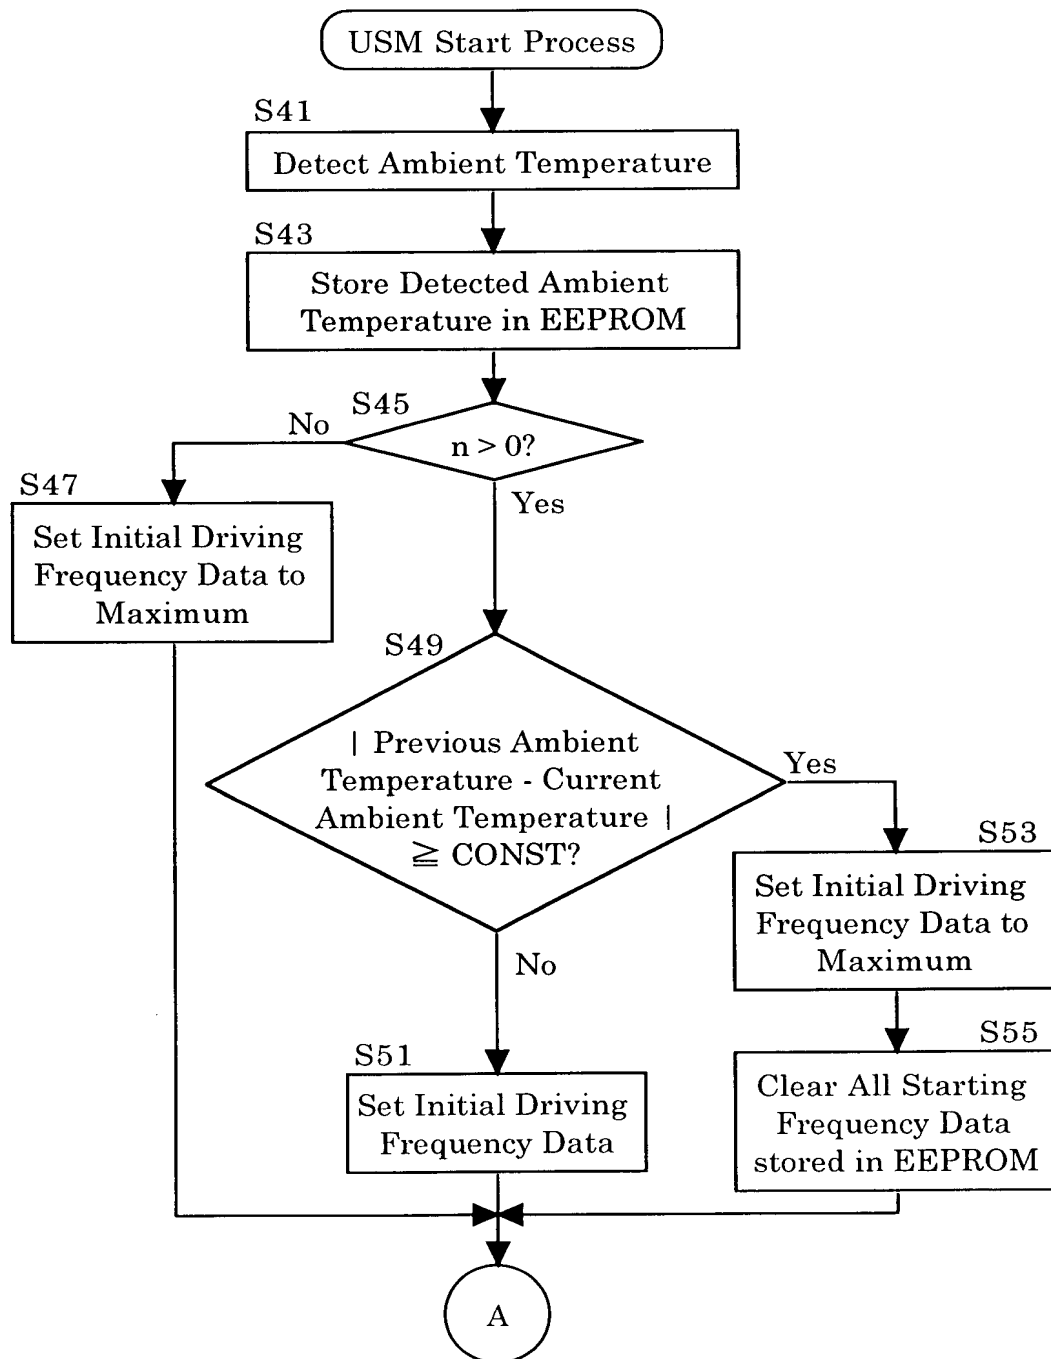 USM Start Process
S41
Detect Ambient Temperature
S43
Store Detected Ambient
Temperature in EEPROM
S45
n > 0?
No
Yes
S47
Set Initial Driving
Frequency Data to
Maximum
S49
| Previous Ambient
Temperature - Current
Ambient Temperature |
≧ CONST?
Yes
No
S53
Set Initial Driving
Frequency Data to
Maximum
S51
Set Initial Driving
Frequency Data
S55
Clear All Starting
Frequency Data
stored in EEPROM
A